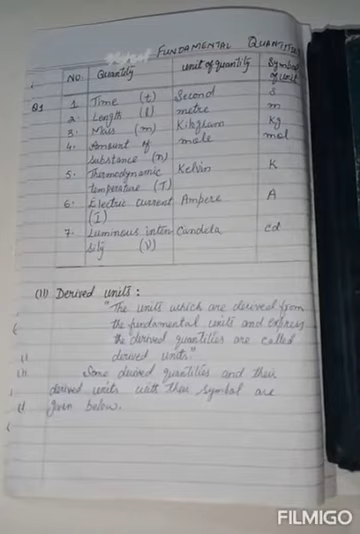 FUNDAMENTAL QUANTITIES
NO. Quantity unit of quantity Symbol of unit
Q1 1. Time (t) Second s
2. Length (l) metre m
3. Mass (m) Kilogram Kg
4. Amount of mole mol
substance (n)
5. Thermodynamic Kelvin K
temperature (T)
6. Electric current Ampere A
(I)
7. Luminous inten- Candela cd
sity (V)
(II) Derived units:
"The units which are derived from
the fundamental units and express
the derived quantities are called
derived units."
Some derived quantities and their
derived units with their symbol are
given below.
FILMIGO